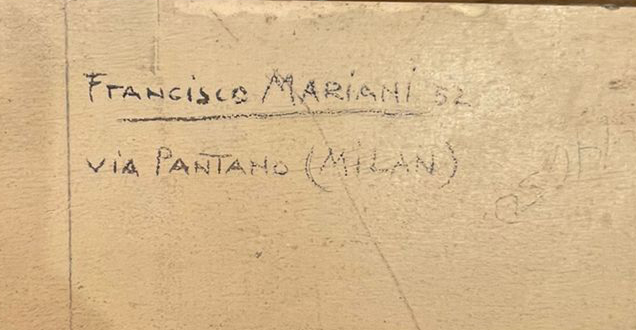 Francisco MARiANi 52
ViA PANTANO (MiLAN)